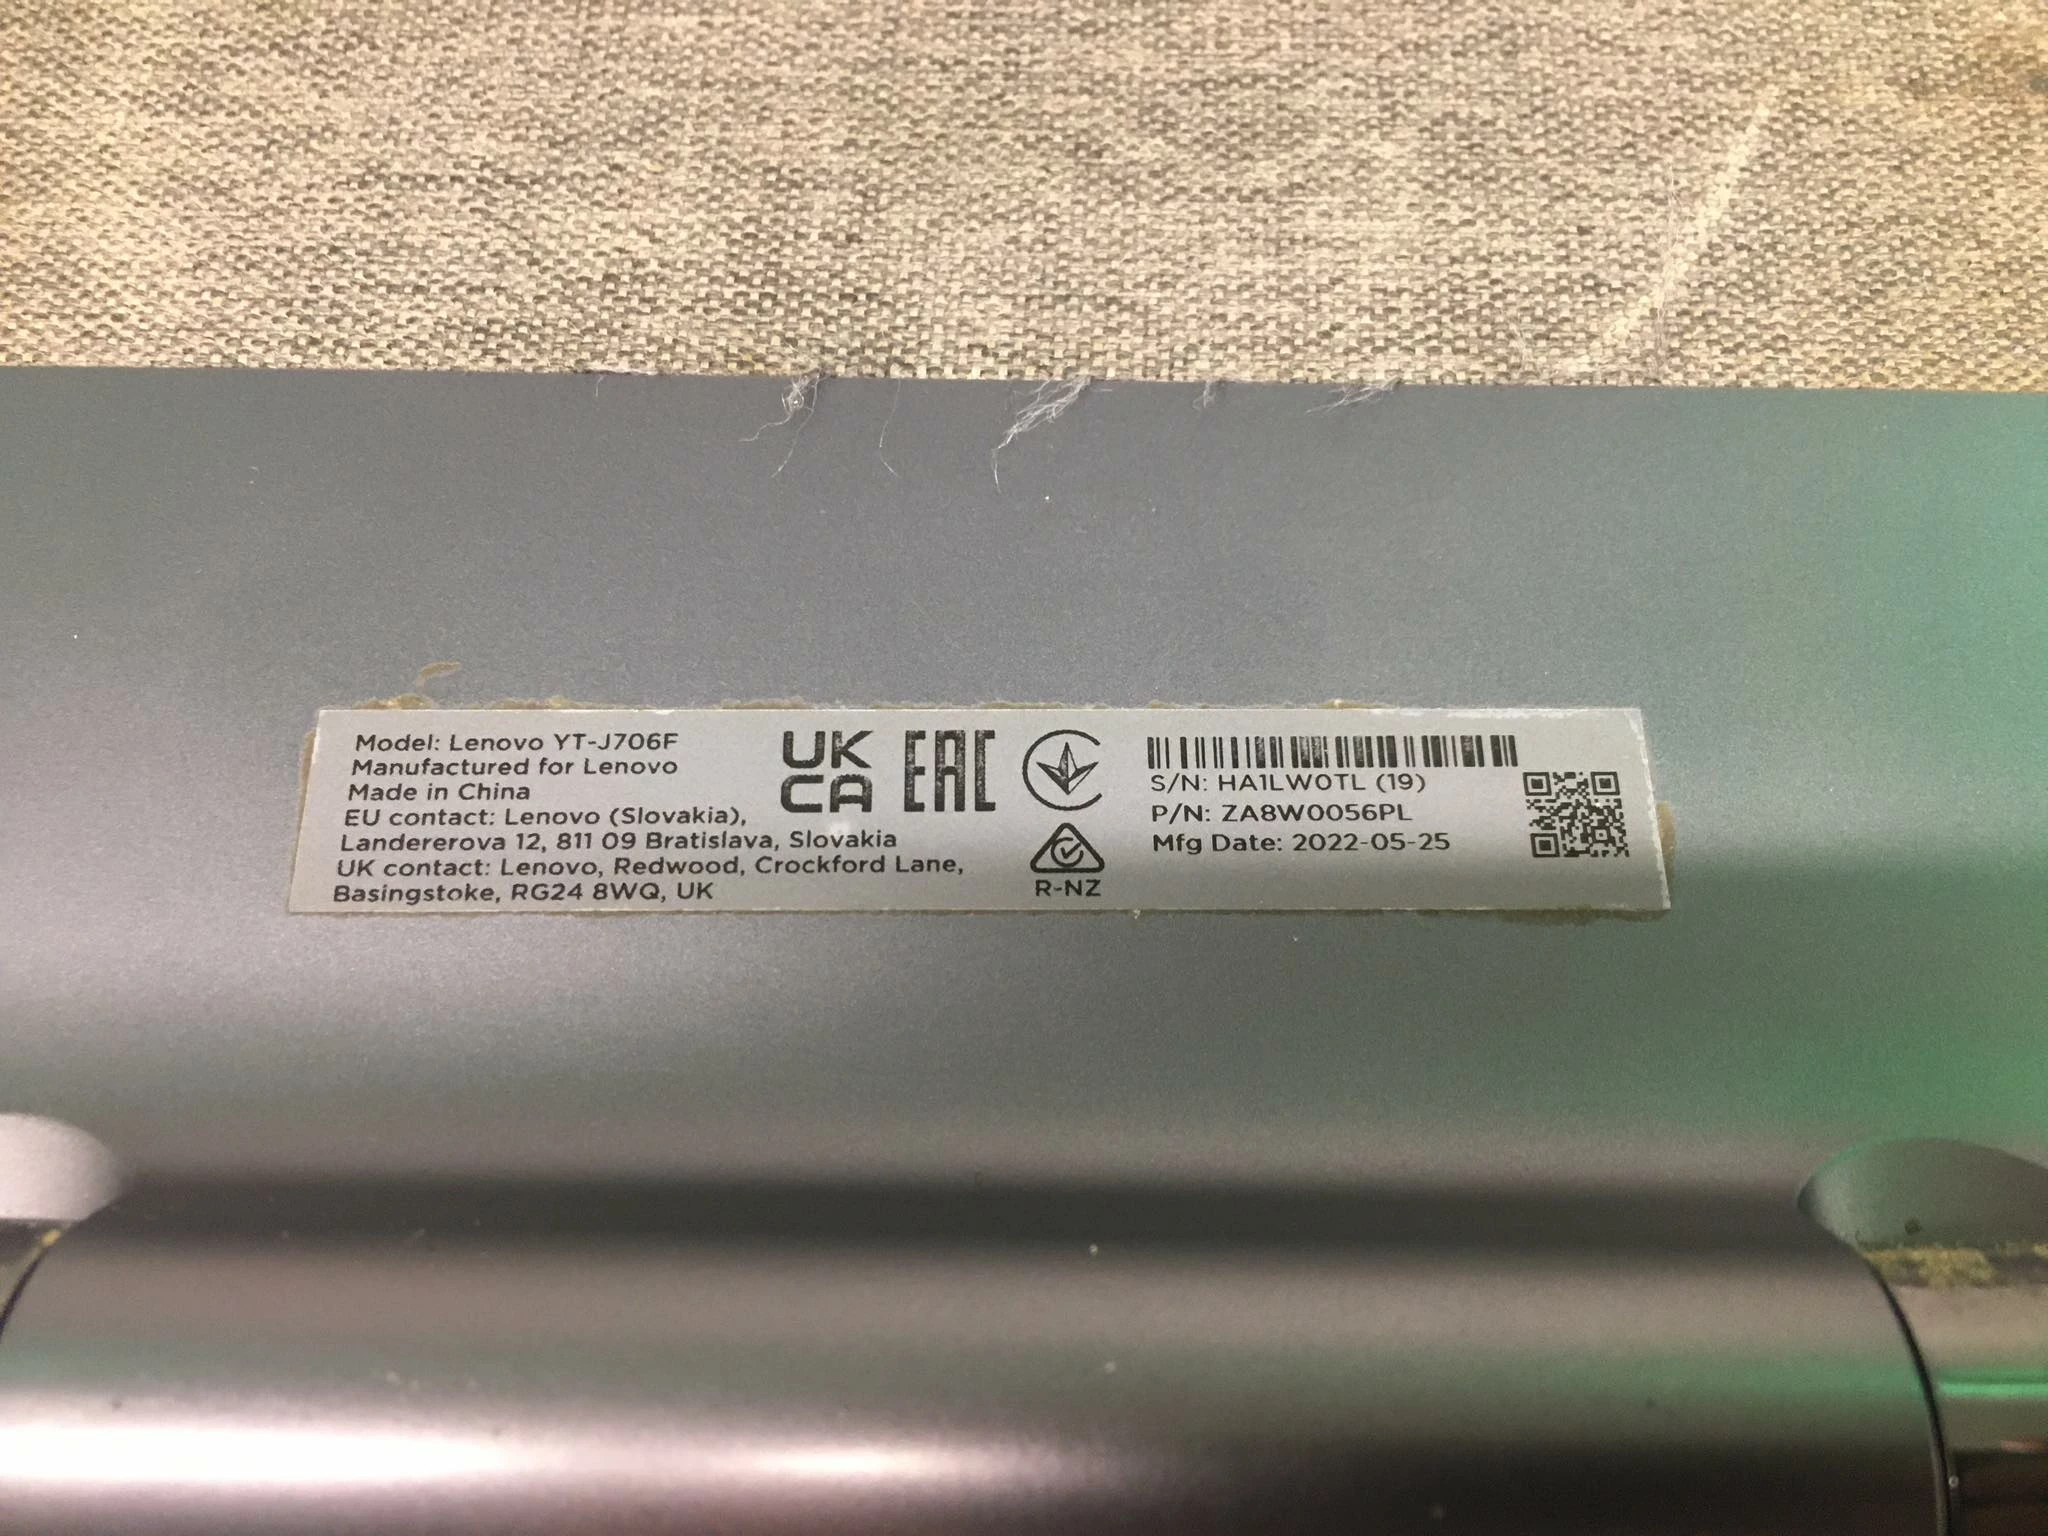 Model: Lenovo YT-J706F
Manufactured for Lenovo
Made in China
EU contact: Lenovo (Slovakia),
Landererova 12, 811 09 Bratislava, Slovakia
UK contact: Lenovo, Redwood, Crockford Lane,
Basingstoke, RG24 8WQ, UK
UK
CA
EAC
R-NZ
S/N: HA1LW0TL (19)
P/N: ZA8W0056PL
Mfg Date: 2022-05-25